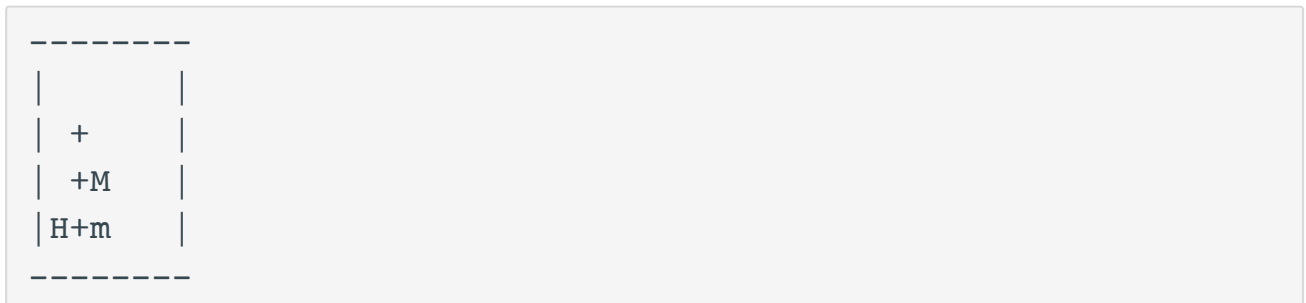 --------
|      |
| +    |
| +M   |
|H+m   |
--------